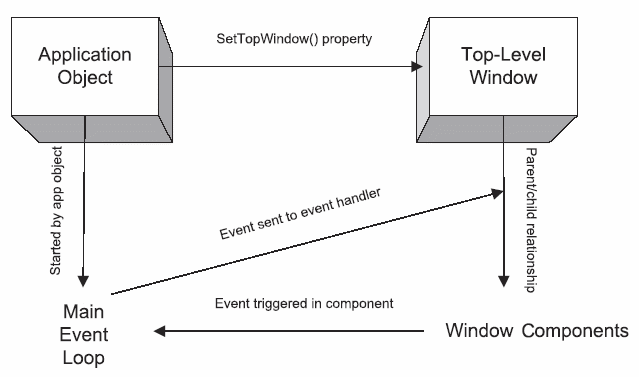 SetTopWindow() property
Application
Object
Top-Level
Window
Started by app object
Parent/child relationship
Event sent to event handler
Event triggered in component
Main
Event
Loop
Window Components